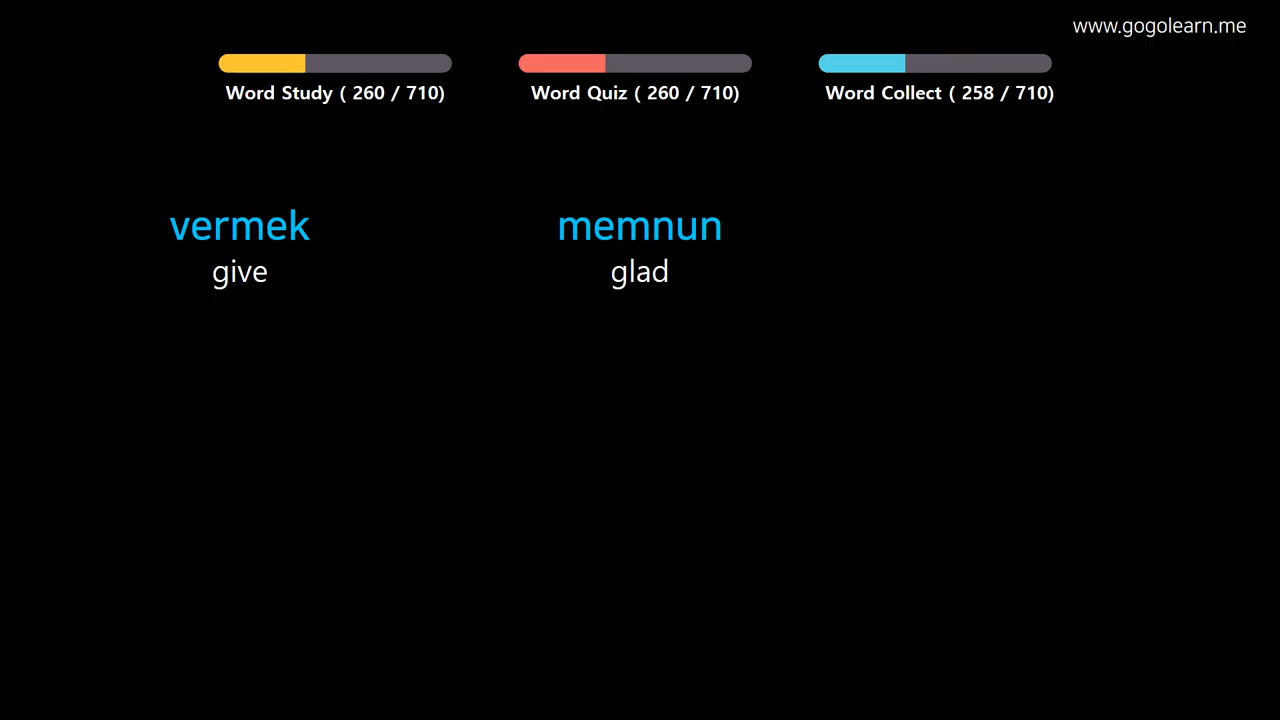 www.gogolearn.me
Word Study ( 260 / 710)
Word Quiz ( 260 / 710)
Word Collect ( 258 / 710)
vermek
give
memnun
glad